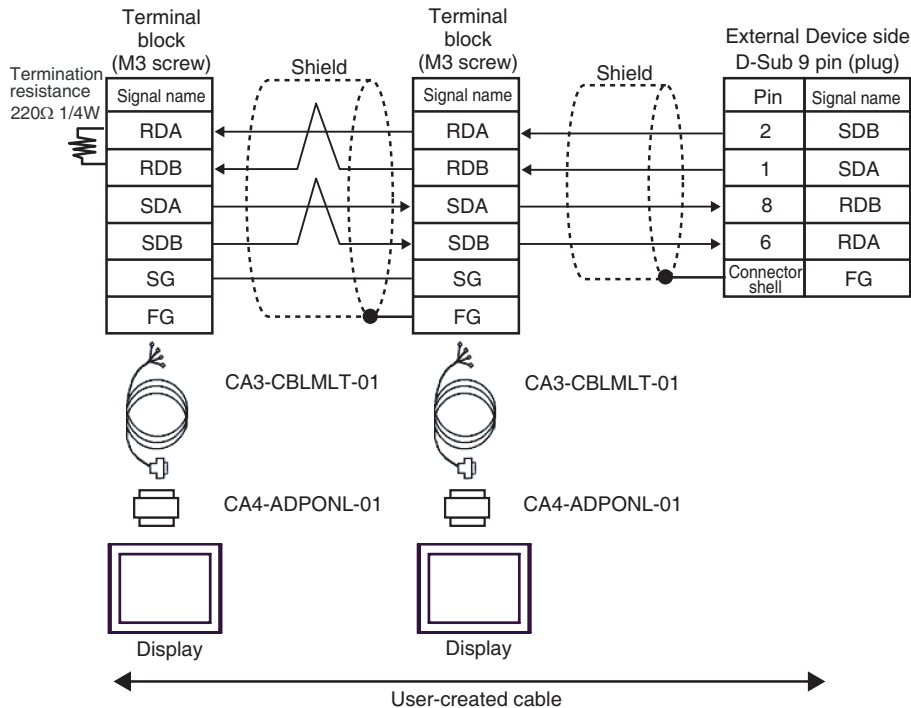 Terminal
block
(M3 screw)
Terminal
block
(M3 screw)
External Device side
D-Sub 9 pin (plug)
Termination
resistance
220Ω 1/4W
Shield
Shield
Signal name
Signal name
Pin Signal name
RDA RDA 2 SDB
RDB RDB 1 SDA
SDA SDA 8 RDB
SDB SDB 6 RDA
SG SG Connector
shell FG
FG FG
CA3-CBLMLT-01 CA3-CBLMLT-01
CA4-ADPONL-01 CA4-ADPONL-01
Display Display
User-created cable